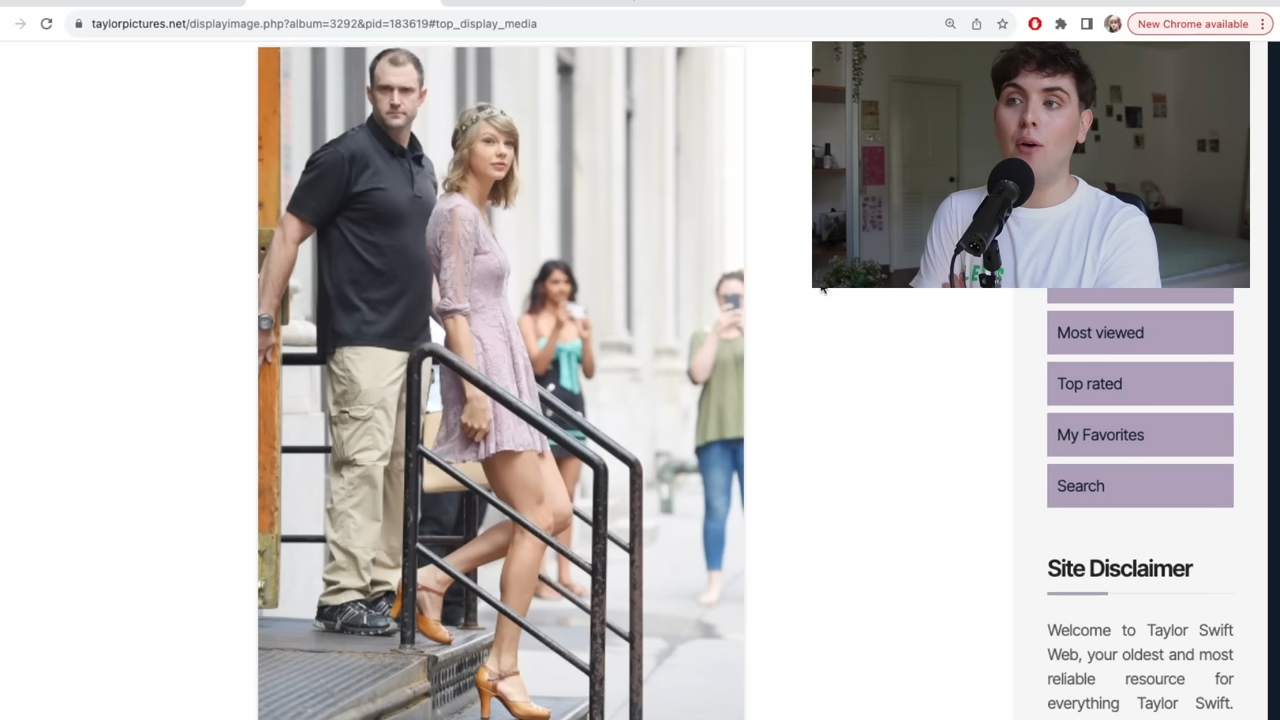 taylorpictures.net/displayimage.php?album=3292&pid=183619#top_display_media
New Chrome available
Most viewed
Top rated
My Favorites
Search
Site Disclaimer
Welcome to Taylor Swift
Web, your oldest and most
reliable resource for
everything Taylor Swift.